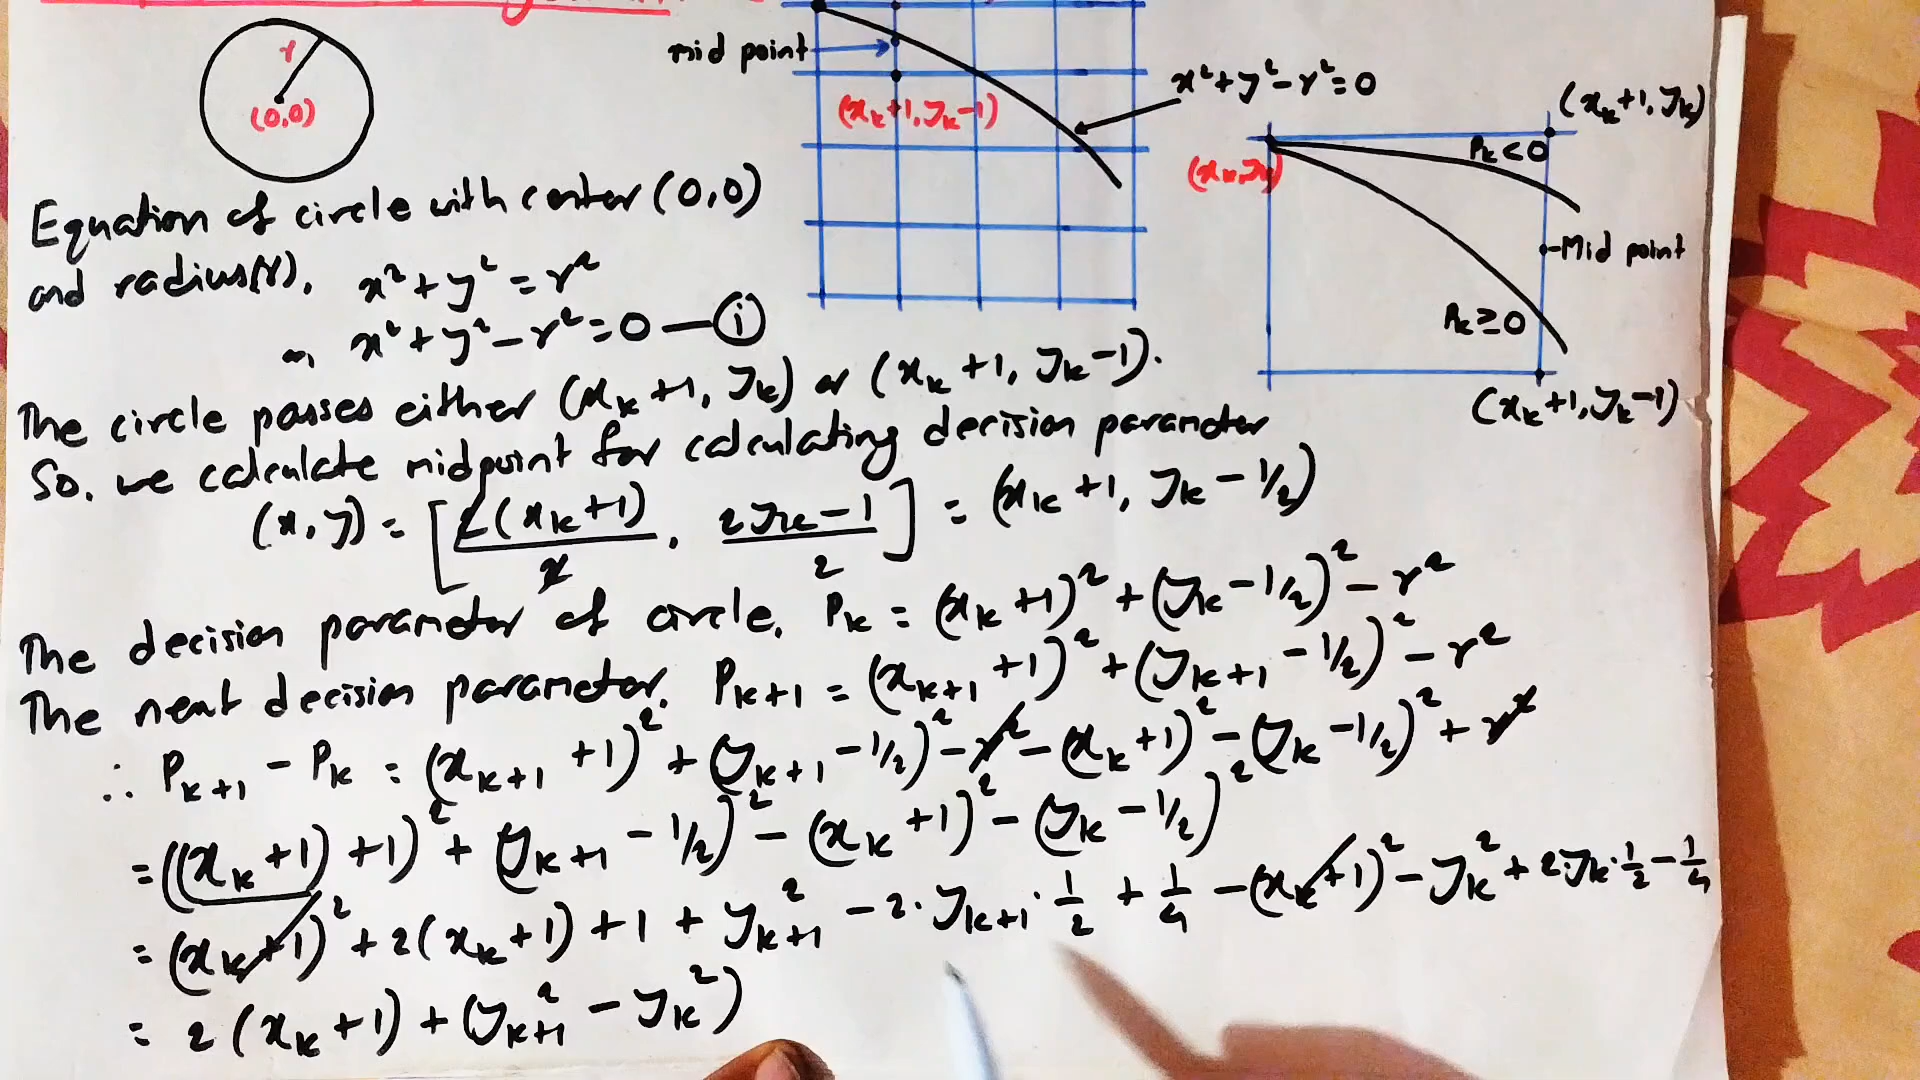 r
(0,0)
mid point
(xₖ+1, yₖ-1)
x²+y²-r²=0
(xₖ+1, yₖ)
Pₖ<0
(xₖ,yₖ)
Mid point
Pₖ≥0
(xₖ+1, yₖ-1)
Equation of circle with center (0,0)
and radius(r), x²+y²=r²
or, x²+y²-r²=0 — (i)
The circle passes either (xₖ+1, yₖ) or (xₖ+1, yₖ-1).
So, we calculate midpoint for calculating decision parameter
(x,y) = [2(xₖ+1)/2, 2yₖ-1/2] = (xₖ+1, yₖ-1/2)
The decision parameter of circle, Pₖ = (xₖ+1)²+(yₖ-1/2)²-r²
The next decision parameter, Pₖ₊₁ = (xₖ₊₁+1)²+(yₖ₊₁-1/2)²-r²
∴ Pₖ₊₁ - Pₖ = (xₖ₊₁+1)²+(yₖ₊₁-1/2)²-r²-(xₖ+1)²-(yₖ-1/2)²+r²
= ((xₖ+1)+1)²+(yₖ₊₁-1/2)²-(xₖ+1)²-(yₖ-1/2)²
= (xₖ+1)²+2(xₖ+1)+1+yₖ₊₁²-2·yₖ₊₁·1/2+1/4-(xₖ+1)²-yₖ²+2·yₖ·1/2-1/4
= 2(xₖ+1)+(yₖ₊₁²-yₖ²)